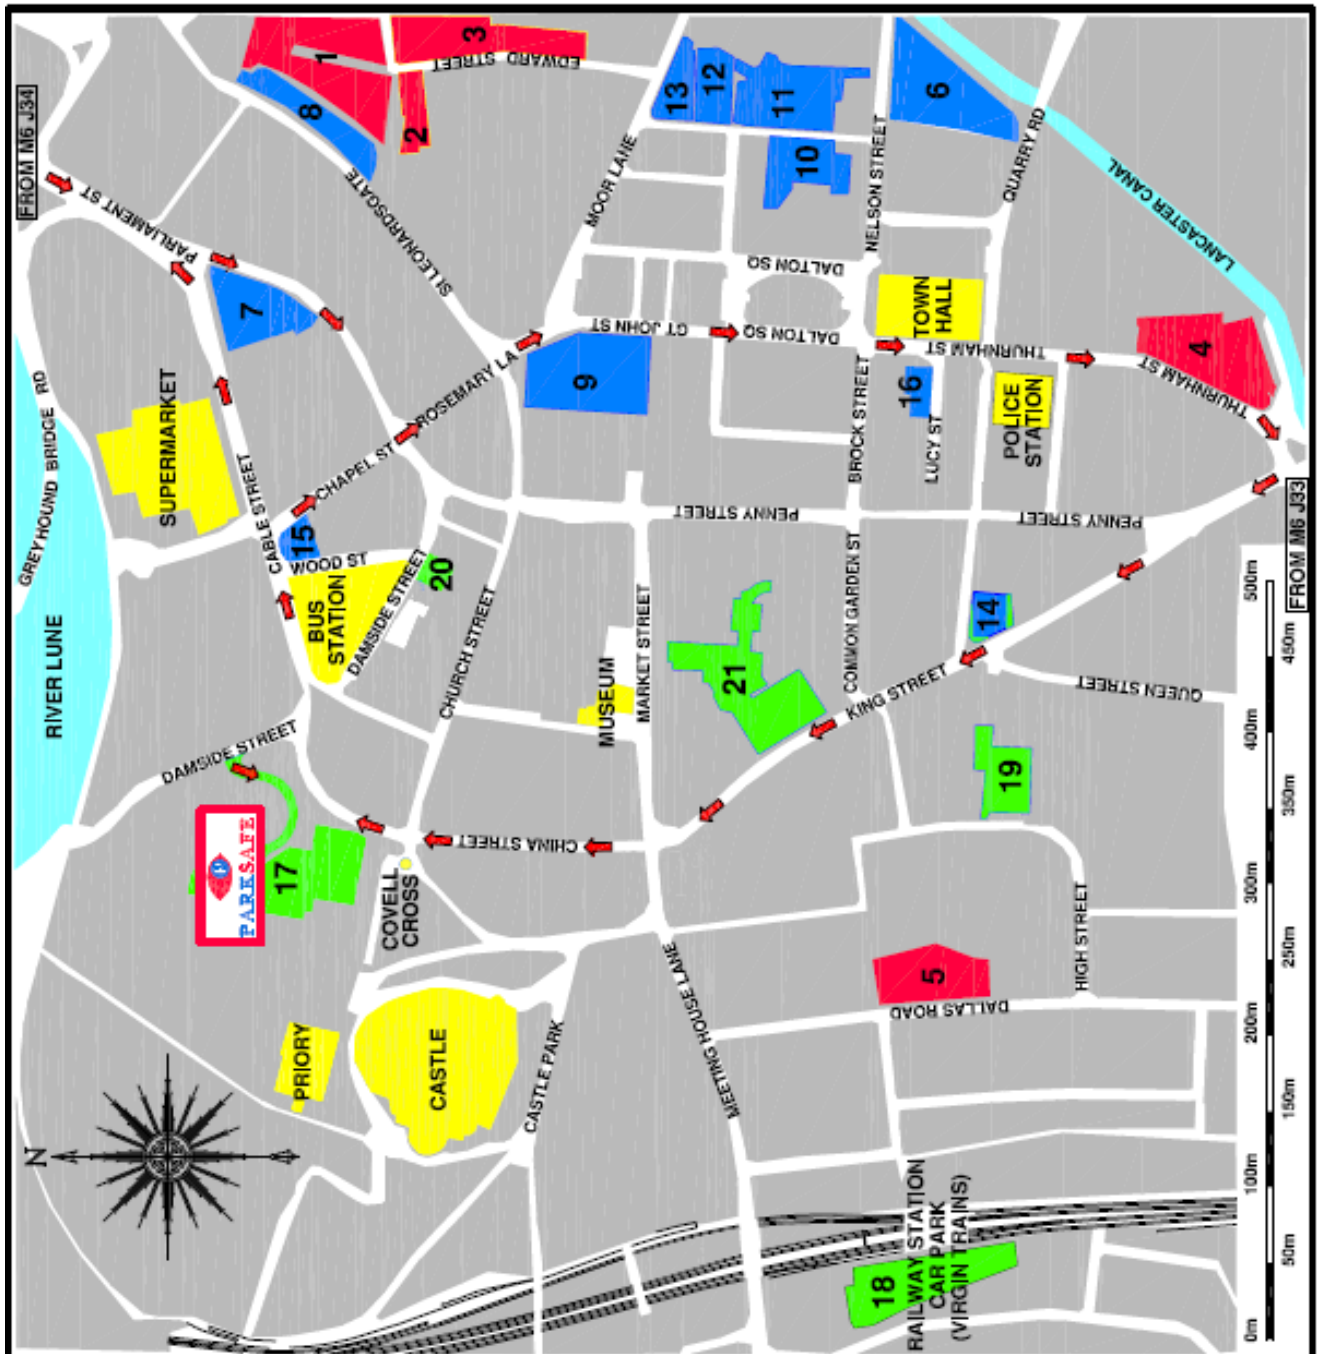 FROM M6 J34
PARLIAMENT ST
1
3
EDWARD STREET
8
2
13
12
11
6
10
MOOR LANE
NELSON STREET
QUARRY RD
LANCASTER CANAL
ST LEONARDSGATE
7
GREYHOUND BRIDGE RD
SUPERMARKET
CABLE STREET
CHAPEL ST
ROSEMARY LA
9
GT JOHN ST
DALTON SQ
DALTON SQ
TOWN
HALL
THURNHAM ST
THURNHAM ST
4
THURNHAM ST
16
BROCK STREET
LUCY ST
POLICE
STATION
RIVER LUNE
15
WOOD ST
BUS
STATION
DAMSIDE STREET
20
CHURCH STREET
PENNY STREET
PENNY STREET
MUSEUM
MARKET STREET
21
COMMON GARDEN ST
14
KING STREET
QUEEN STREET
FROM M6 J33
DAMSIDE STREET
PARKSAFE
17
COVELL
CROSS
CHINA STREET
19
HIGH STREET
5
DALLAS ROAD
PRIORY
CASTLE
CASTLE PARK
MEETING HOUSE LANE
N
18
RAILWAY STATION
CAR PARK
(VIRGIN TRAINS)
0m
50m
100m
150m
200m
250m
300m
350m
400m
450m
500m